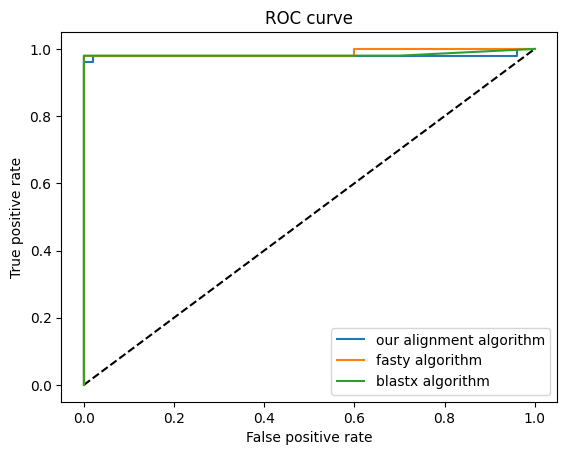 ROC curve
1.0
0.8
0.6
0.4
0.2
0.0
True positive rate
our alignment algorithm
fasty algorithm
blastx algorithm
0.0 0.2 0.4 0.6 0.8 1.0
False positive rate